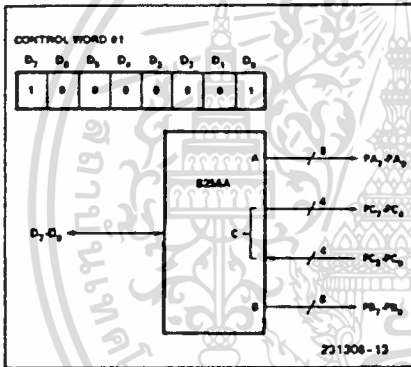 CONTROL WORD #1
D7 D6 D5 D4 D3 D2 D1 D0
1 0 0 0 0 0 0 1
8255A
A 8 PA7-PA0
4 PC7-PC4
D7-D0
C
4 PC3-PC0
B 8 PB7-PB0
231308-13